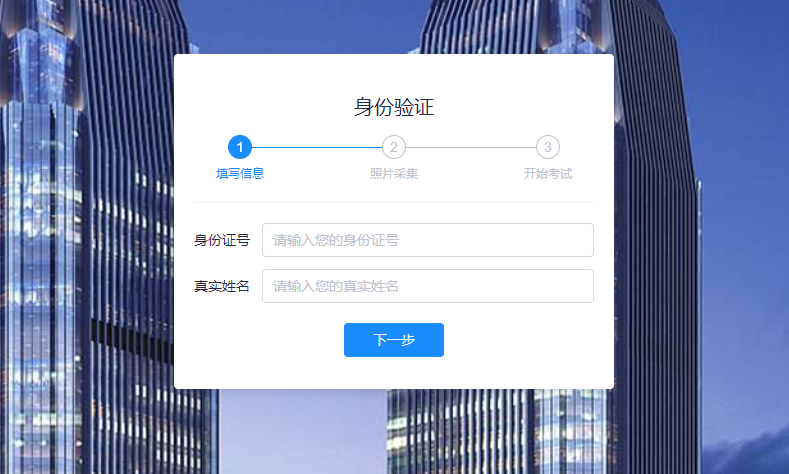 身份验证
1 2 3
填写信息 照片采集 开始考试
身份证号 请输入您的身份证号
真实姓名 请输入您的真实姓名
下一步